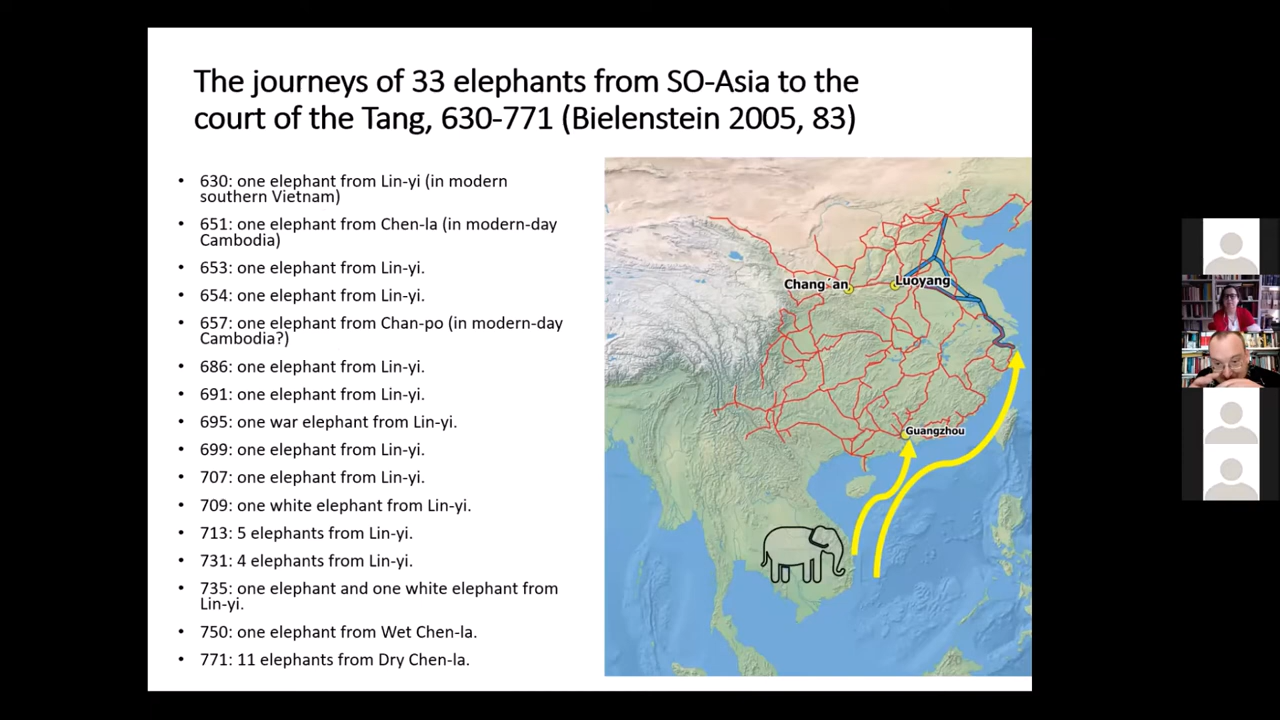 The journeys of 33 elephants from SO-Asia to the
court of the Tang, 630-771 (Bielenstein 2005, 83)
• 630: one elephant from Lin-yi (in modern
southern Vietnam)
• 651: one elephant from Chen-la (in modern-day
Cambodia)
• 653: one elephant from Lin-yi.
• 654: one elephant from Lin-yi.
• 657: one elephant from Chan-po (in modern-day
Cambodia?)
• 686: one elephant from Lin-yi.
• 691: one elephant from Lin-yi.
• 695: one war elephant from Lin-yi.
• 699: one elephant from Lin-yi.
• 707: one elephant from Lin-yi.
• 709: one white elephant from Lin-yi.
• 713: 5 elephants from Lin-yi.
• 731: 4 elephants from Lin-yi.
• 735: one elephant and one white elephant from
Lin-yi.
• 750: one elephant from Wet Chen-la.
• 771: 11 elephants from Dry Chen-la.
Chang´an
Luoyang
Guangzhou